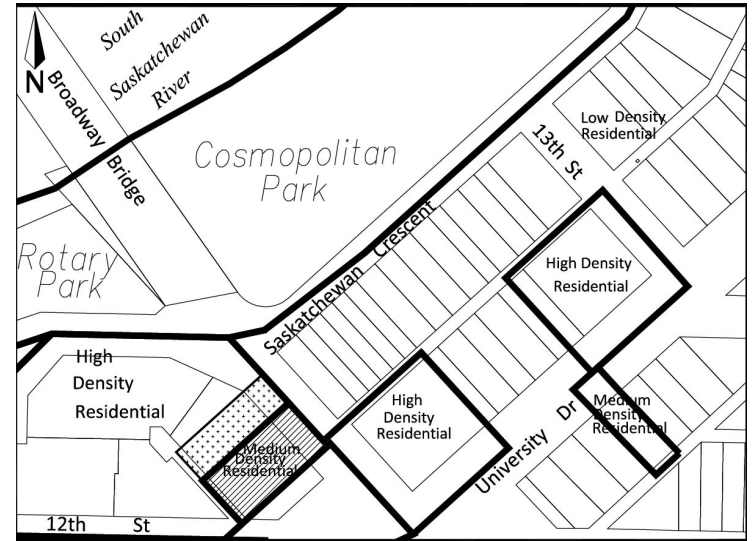 South
Saskatchewan
River
N
Broadway
Bridge
Cosmopolitan
Park
Rotary
Park
13th St
Low Density
Residential
Saskatchewan Crescent
High Density
Residential
High
Density
Residential
High
Density
Residential
Medium
Density
Residential
Medium
Density
Residential
University Dr
12th St